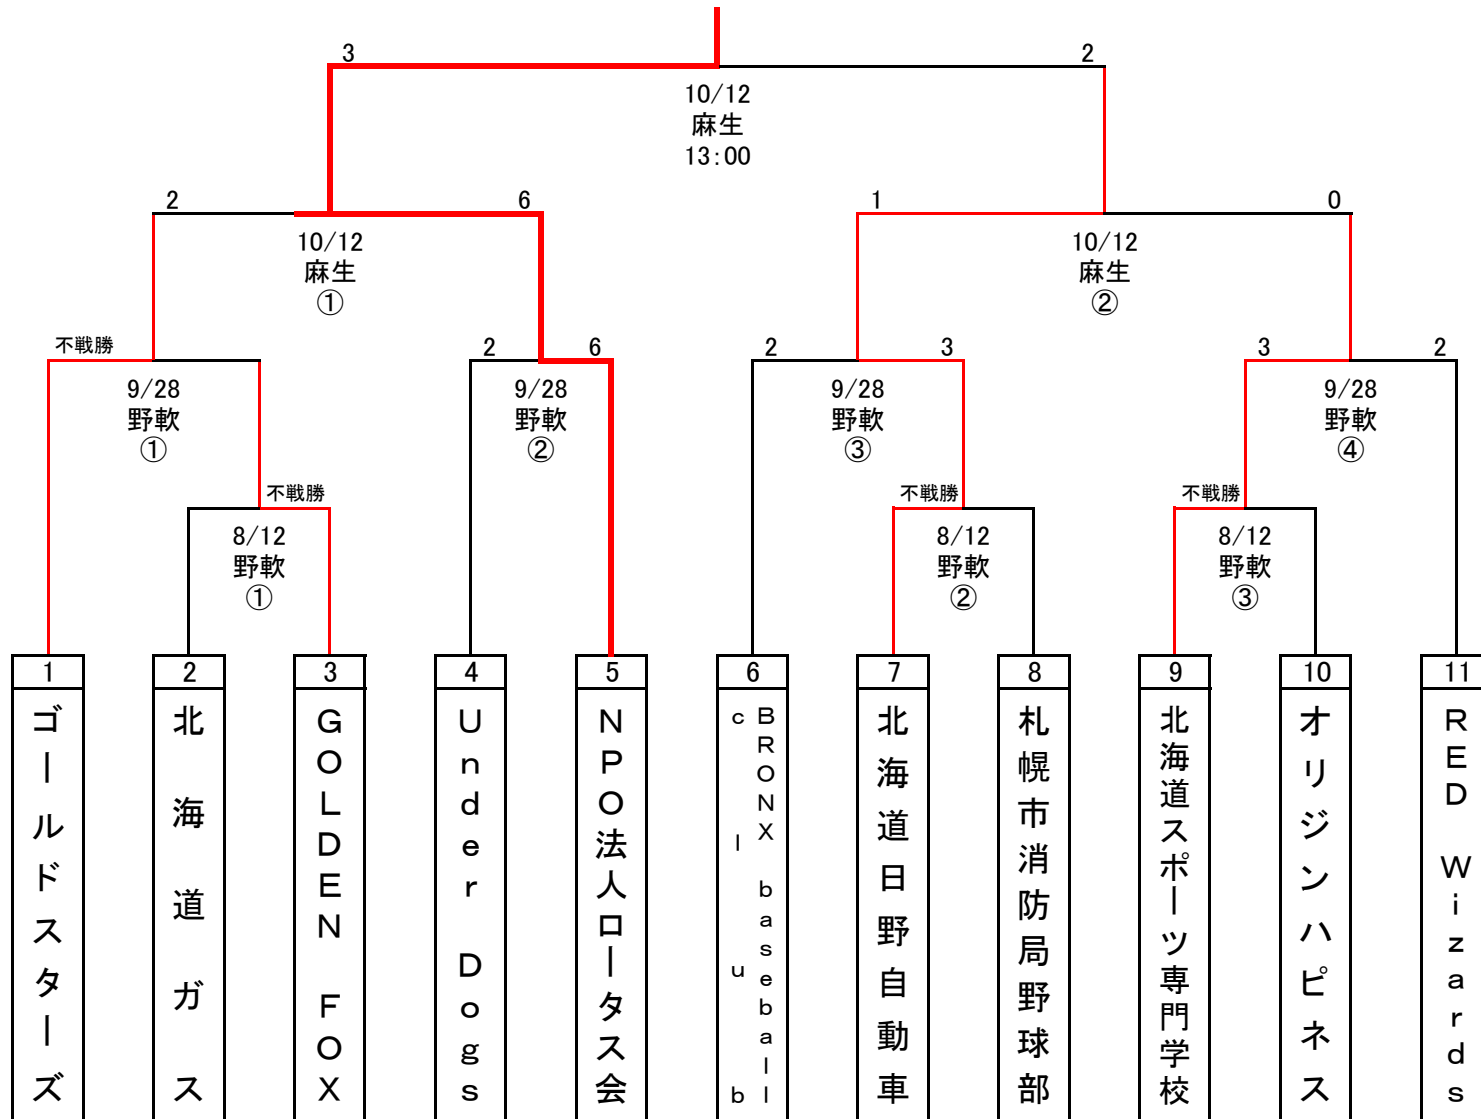 3 2
10/12
麻生
13:00
2 6 1 0
10/12 10/12
麻生 麻生
① ②
不戦勝 2 6 2 3 3 2
9/28 9/28 9/28 9/28
野軟 野軟 野軟 野軟
① ② ③ ④
不戦勝 不戦勝 不戦勝
8/12 8/12 8/12
野軟 野軟 野軟
① ② ③
1 2 3 4 5 6 7 8 9 10 11
ゴールドスターズ
北海道ガス
GOLDEN FOX
Under Dogs
NPO法人ロータス会
BRONX baseball
club
北海道日野自動車
札幌市消防局野球部
北海道スポーツ専門学校
オリジンハピネス
RED Wizards